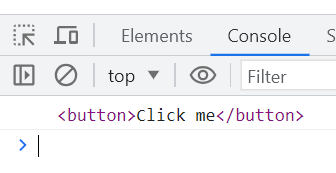 Elements Console
top Filter
<button>Click me</button>